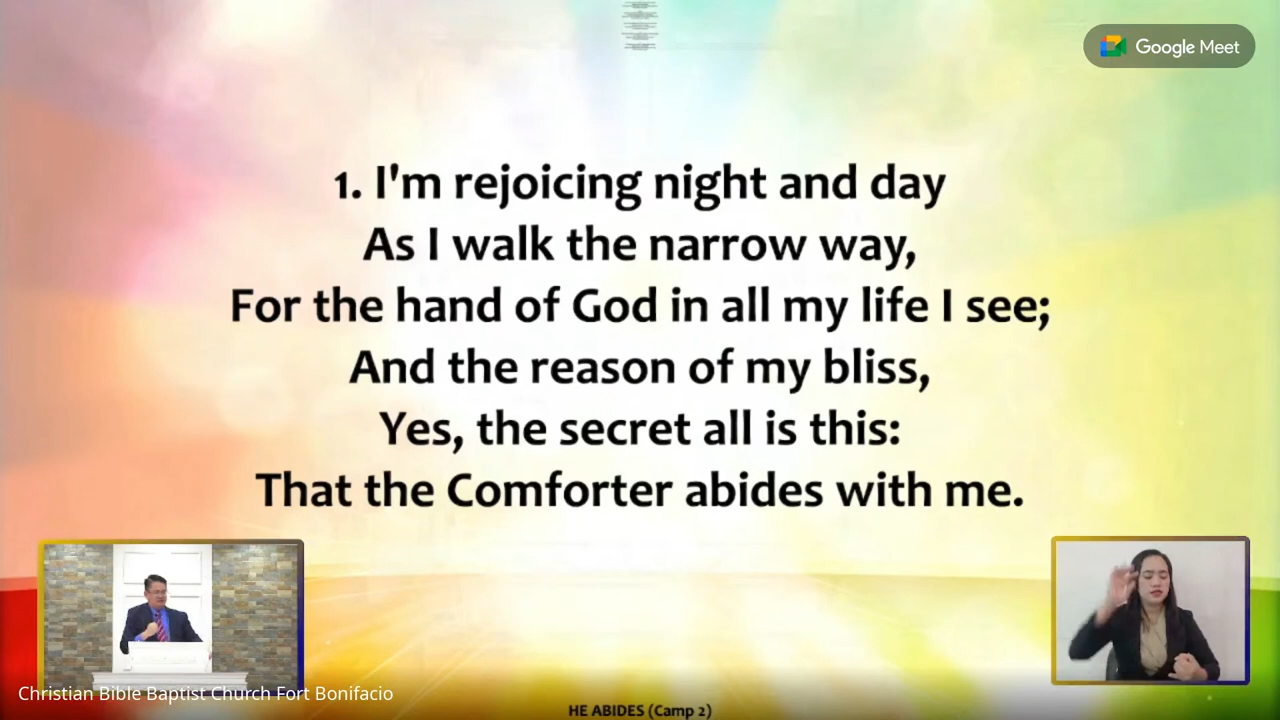 Google Meet
1. I'm rejoicing night and day
As I walk the narrow way,
For the hand of God in all my life I see;
And the reason of my bliss,
Yes, the secret all is this:
That the Comforter abides with me.
Christian Bible Baptist Church Fort Bonifacio
HE ABIDES (Camp 2)